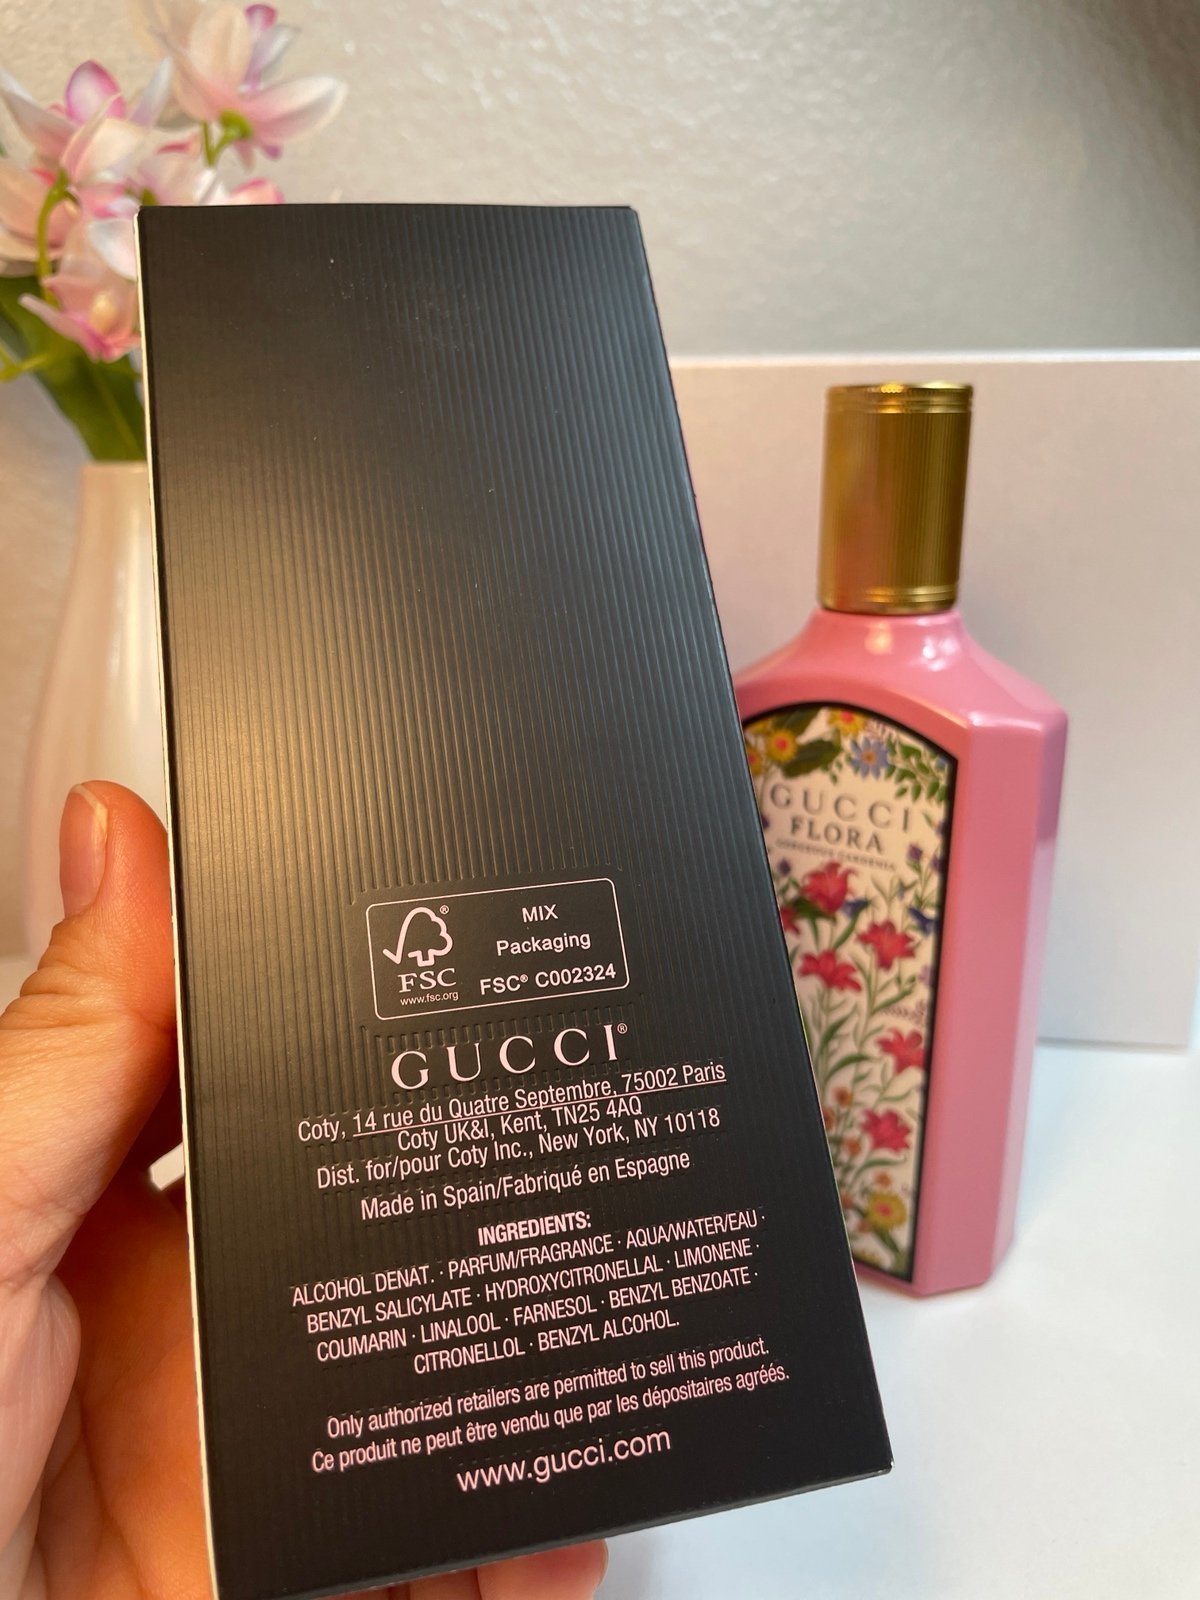 MIX
Packaging
FSC® C002324
FSC®
www.fsc.org
GUCCI®
Coty, 14 rue du Quatre Septembre, 75002 Paris
Coty UK&I, Kent, TN25 4AQ
Dist. for/pour Coty Inc., New York, NY 10118
Made in Spain/Fabriqué en Espagne
INGREDIENTS:
ALCOHOL DENAT. · PARFUM/FRAGRANCE · AQUA/WATER/EAU ·
BENZYL SALICYLATE · HYDROXYCITRONELLAL · LIMONENE ·
COUMARIN · LINALOOL · FARNESOL · BENZYL BENZOATE ·
CITRONELLOL · BENZYL ALCOHOL.
Only authorized retailers are permitted to sell this product.
Ce produit ne peut être vendu que par les dépositaires agréés.
www.gucci.com
GUCCI
FLORA
GORGEOUS GARDENIA